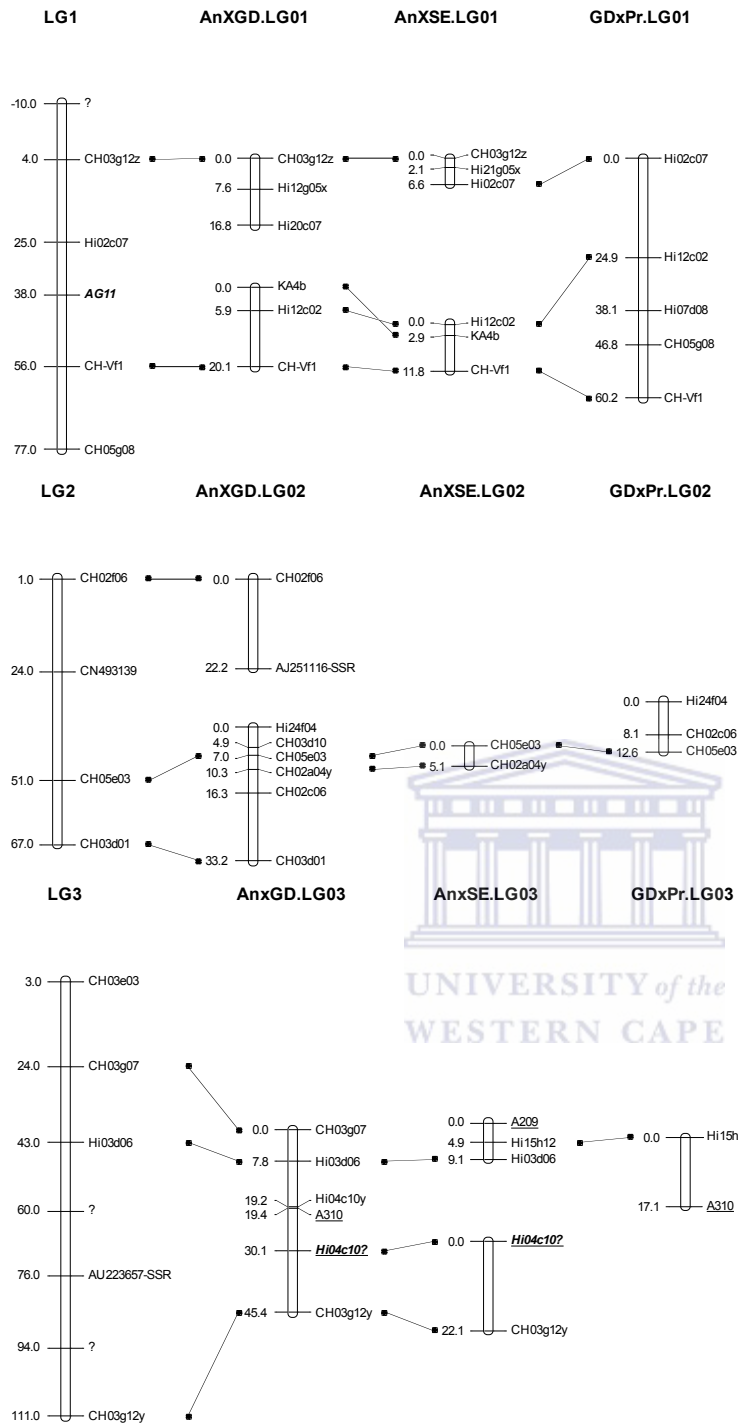 LG1 AnXGD.LG01 AnXSE.LG01 GDxPr.LG01
-10.0 ?
4.0 CH03g12z
25.0 Hi02c07
38.0 AG11
56.0 CH-Vf1
77.0 CH05g08
0.0 CH03g12z
7.6 Hi12g05x
16.8 Hi20c07
0.0 KA4b
5.9 Hi12c02
20.1 CH-Vf1
0.0 CH03g12z
2.1 Hi21g05x
6.6 Hi02c07
0.0 Hi12c02
2.9 KA4b
11.8 CH-Vf1
0.0 Hi02c07
24.9 Hi12c02
38.1 Hi07d08
46.8 CH05g08
60.2 CH-Vf1
LG2 AnXGD.LG02 AnXSE.LG02 GDxPr.LG02
1.0 CH02f06
24.0 CN493139
51.0 CH05e03
67.0 CH03d01
0.0 CH02f06
22.2 AJ251116-SSR
0.0 Hi24f04
4.9 CH03d10
7.0 CH05e03
10.3 CH02a04y
16.3 CH02c06
33.2 CH03d01
0.0 CH05e03
5.1 CH02a04y
0.0 Hi24f04
8.1 CH02c06
12.6 CH05e03
LG3 AnxGD.LG03 AnxSE.LG03 GDxPr.LG03
3.0 CH03e03
24.0 CH03g07
43.0 Hi03d06
60.0 ?
76.0 AU223657-SSR
94.0 ?
111.0 CH03g12y
0.0 CH03g07
7.8 Hi03d06
19.2 Hi04c10y
19.4 A310
30.1 Hi04c10?
45.4 CH03g12y
0.0 A209
4.9 Hi15h12
9.1 Hi03d06
0.0 Hi04c10?
22.1 CH03g12y
0.0 Hi15h
17.1 A310
UNIVERSITY of the
WESTERN CAPE